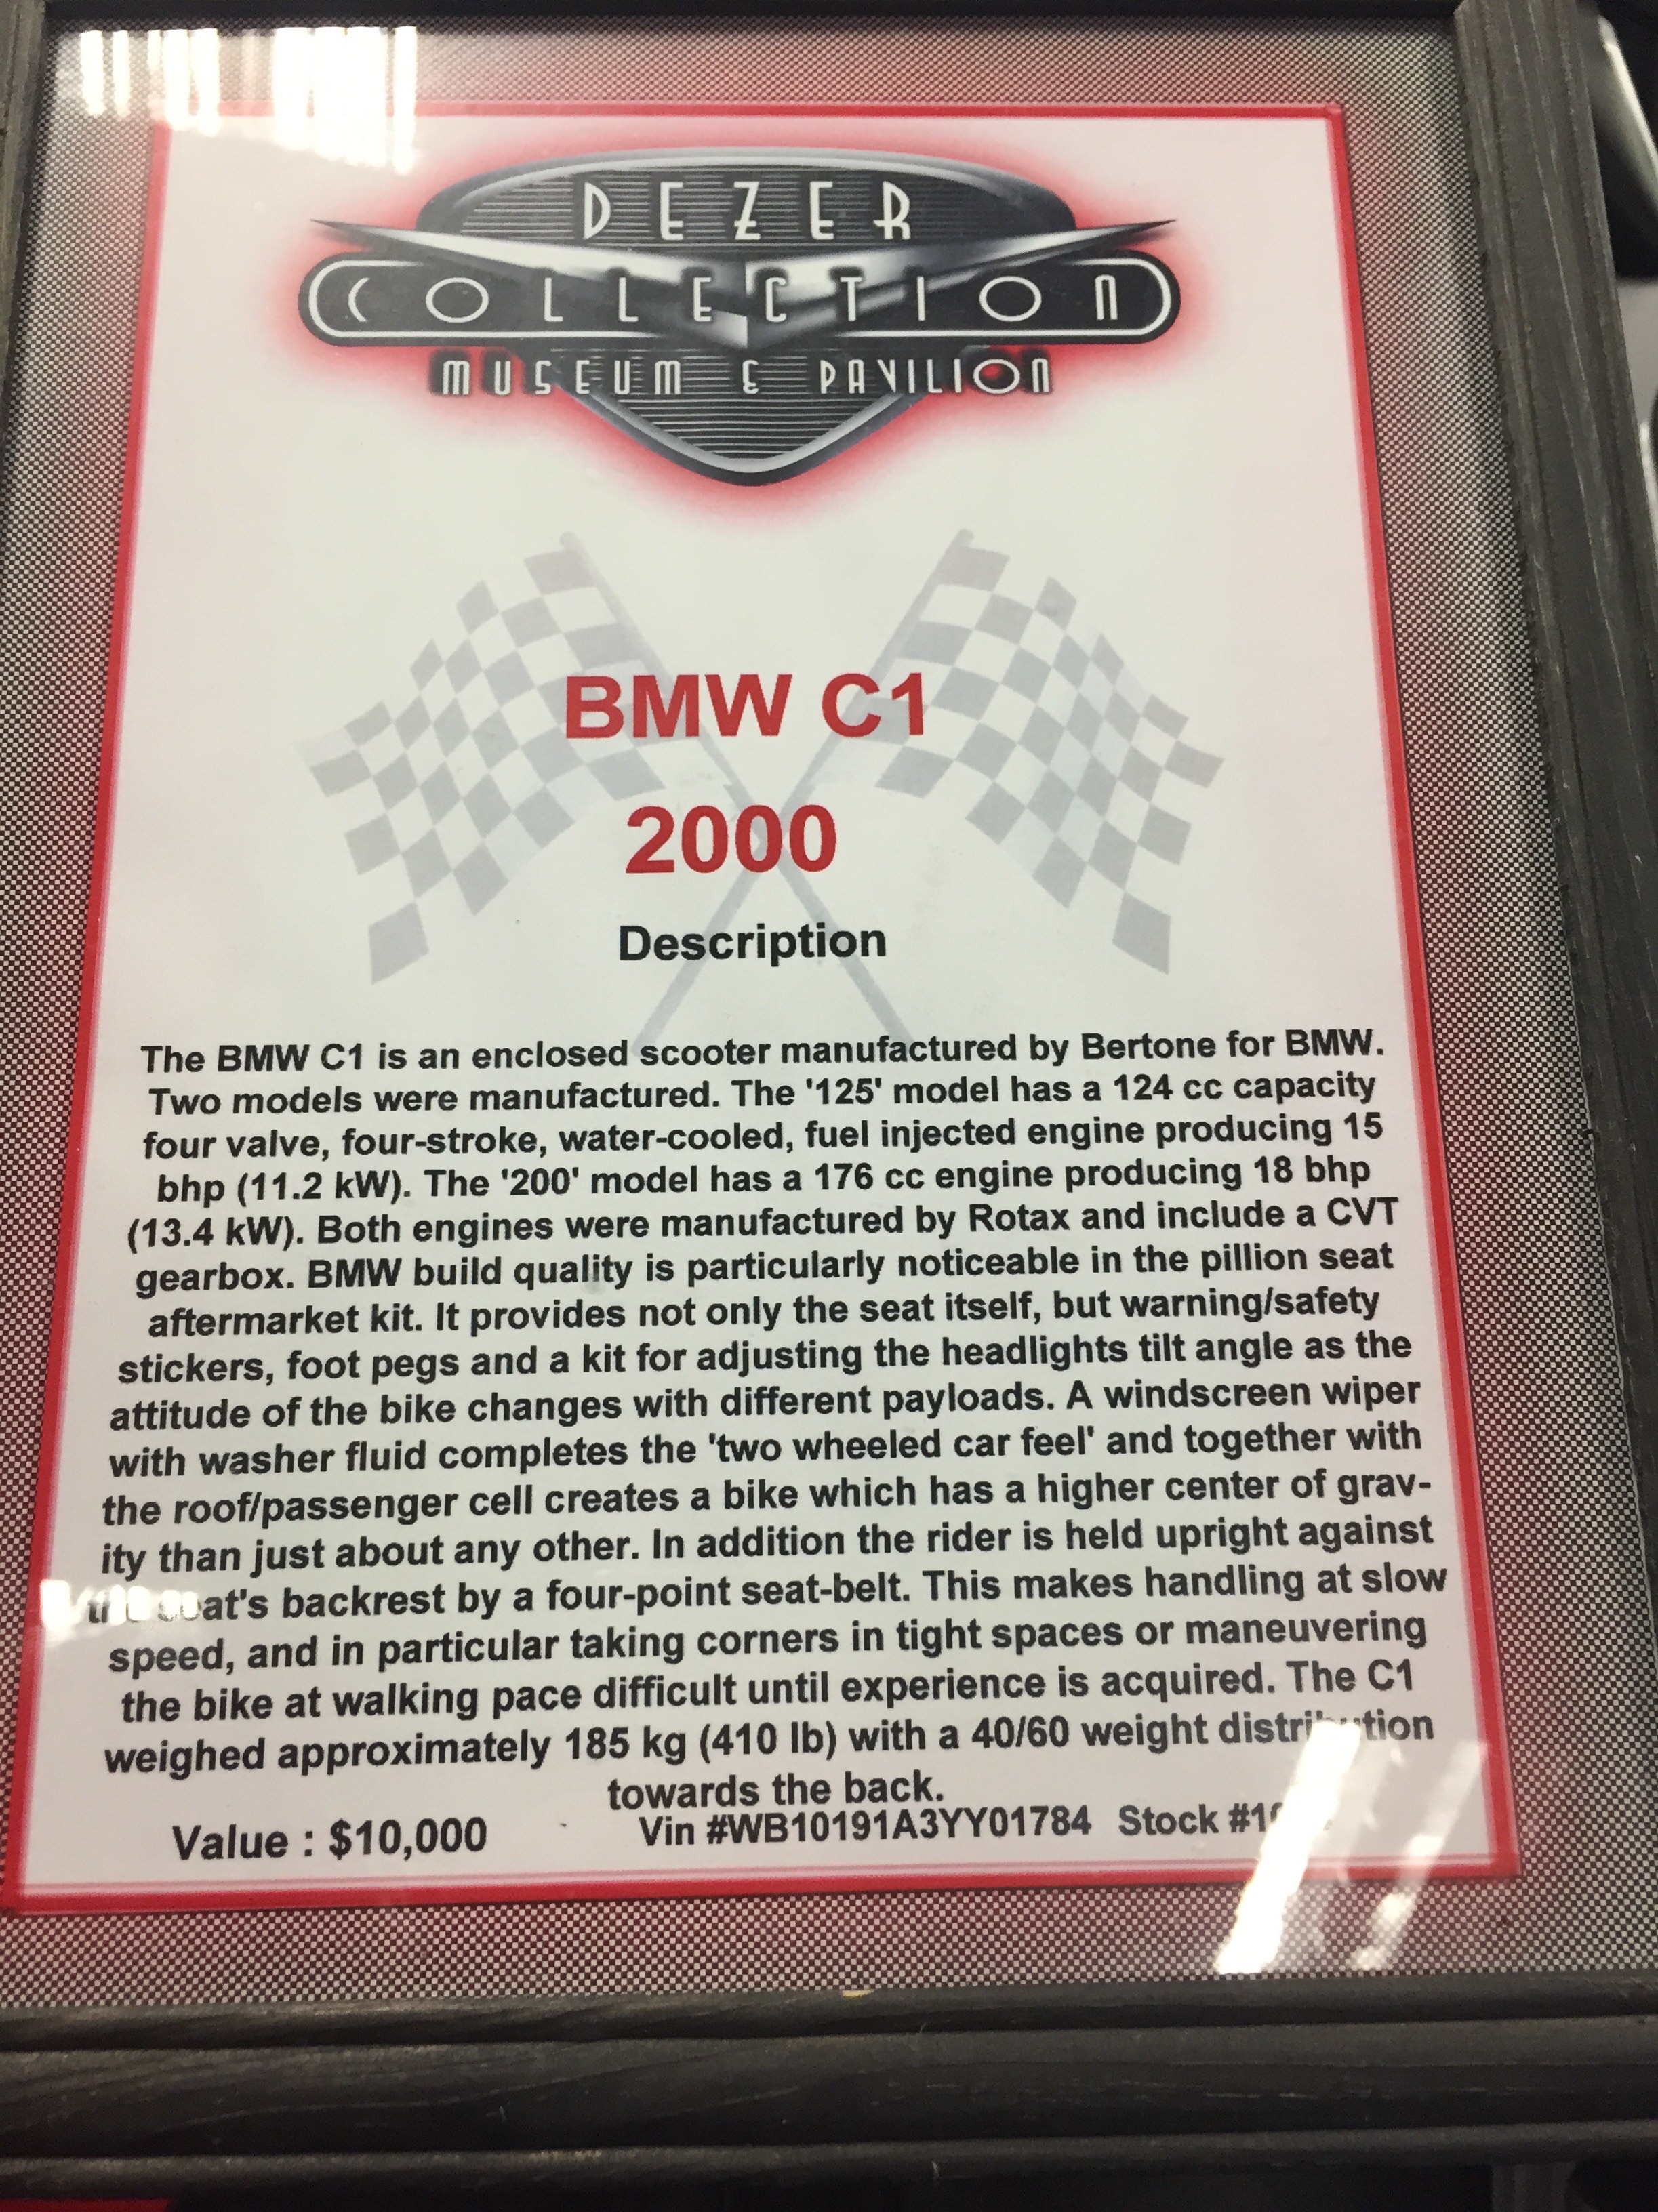 DEZER
COLLECTION
MUSEUM & PAVILION
BMW C1
2000
Description
The BMW C1 is an enclosed scooter manufactured by Bertone for BMW.
Two models were manufactured. The '125' model has a 124 cc capacity
four valve, four-stroke, water-cooled, fuel injected engine producing 15
bhp (11.2 kW). The '200' model has a 176 cc engine producing 18 bhp
(13.4 kW). Both engines were manufactured by Rotax and include a CVT
gearbox. BMW build quality is particularly noticeable in the pillion seat
aftermarket kit. It provides not only the seat itself, but warning/safety
stickers, foot pegs and a kit for adjusting the headlights tilt angle as the
attitude of the bike changes with different payloads. A windscreen wiper
with washer fluid completes the 'two wheeled car feel' and together with
the roof/passenger cell creates a bike which has a higher center of grav-
ity than just about any other. In addition the rider is held upright against
the seat's backrest by a four-point seat-belt. This makes handling at slow
speed, and in particular taking corners in tight spaces or maneuvering
the bike at walking pace difficult until experience is acquired. The C1
weighed approximately 185 kg (410 lb) with a 40/60 weight distribution
towards the back.
Value : $10,000 Vin #WB10191A3YY01784 Stock